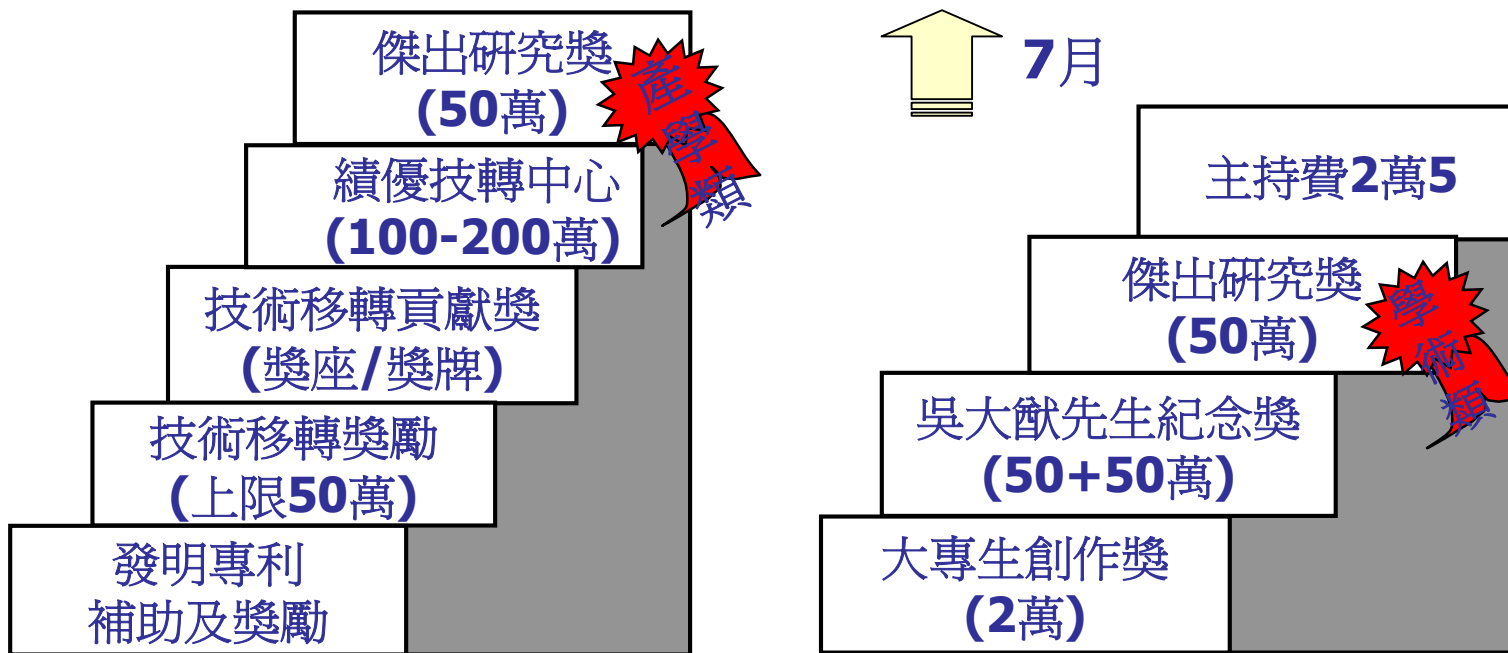 傑出研究獎
(50萬)
產學類
績優技轉中心
(100-200萬)
技術移轉貢獻獎
(獎座/獎牌)
技術移轉獎勵
(上限50萬)
發明專利
補助及獎勵
7月
主持費2萬5
傑出研究獎
(50萬)
學術類
吳大猷先生紀念獎
(50+50萬)
大專生創作獎
(2萬)